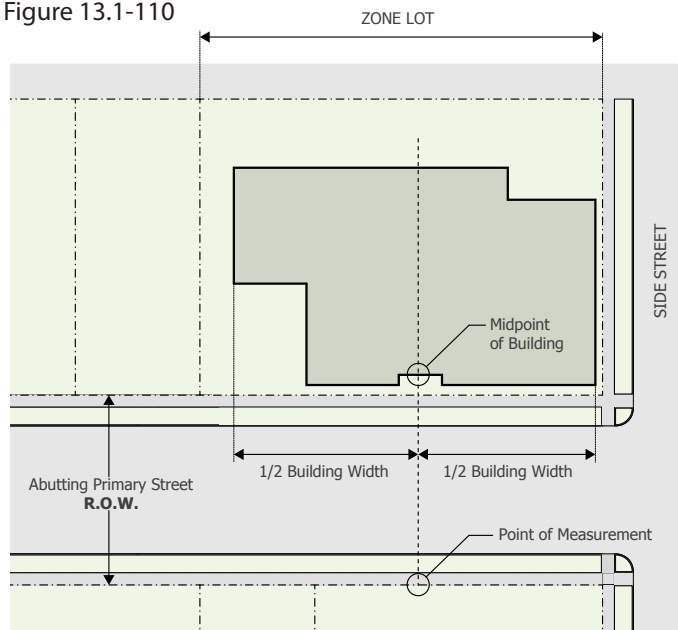 Figure 13.1-110
ZONE LOT
SIDE STREET
Midpoint
of Building
1/2 Building Width
1/2 Building Width
Abutting Primary Street
R.O.W.
Point of Measurement